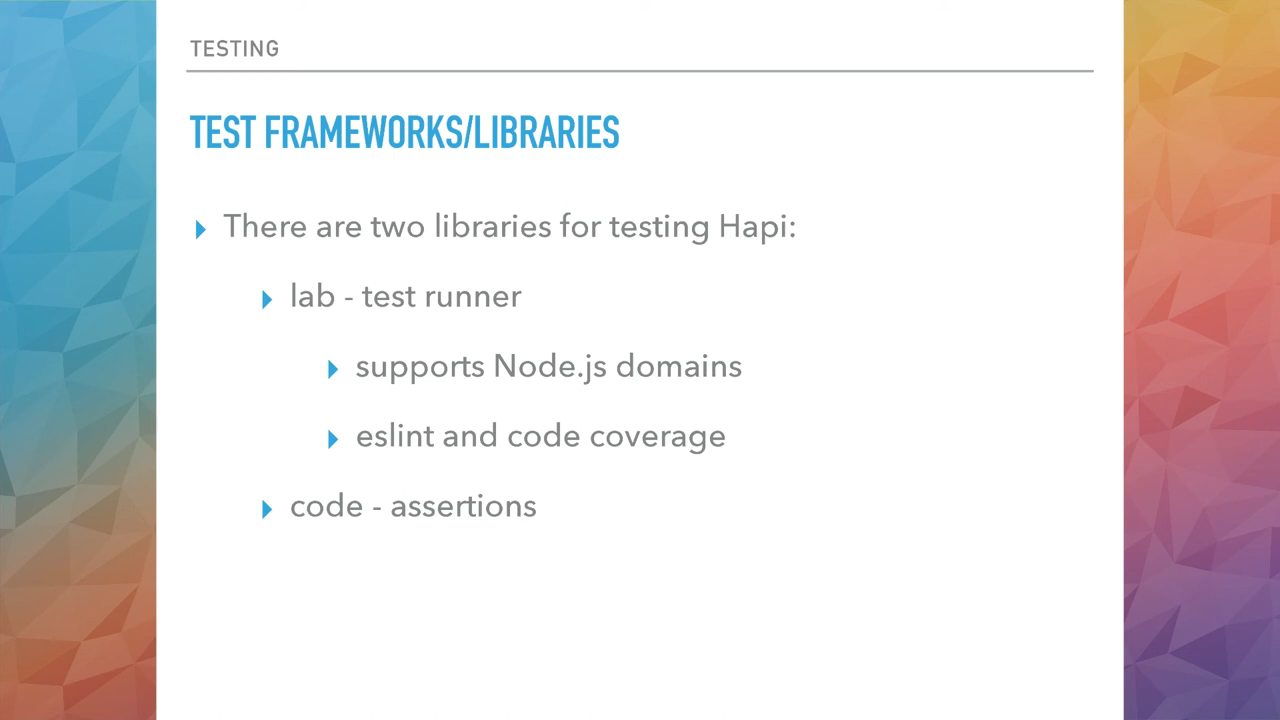 TESTING
TEST FRAMEWORKS/LIBRARIES
There are two libraries for testing Hapi:
lab - test runner
supports Node.js domains
eslint and code coverage
code - assertions